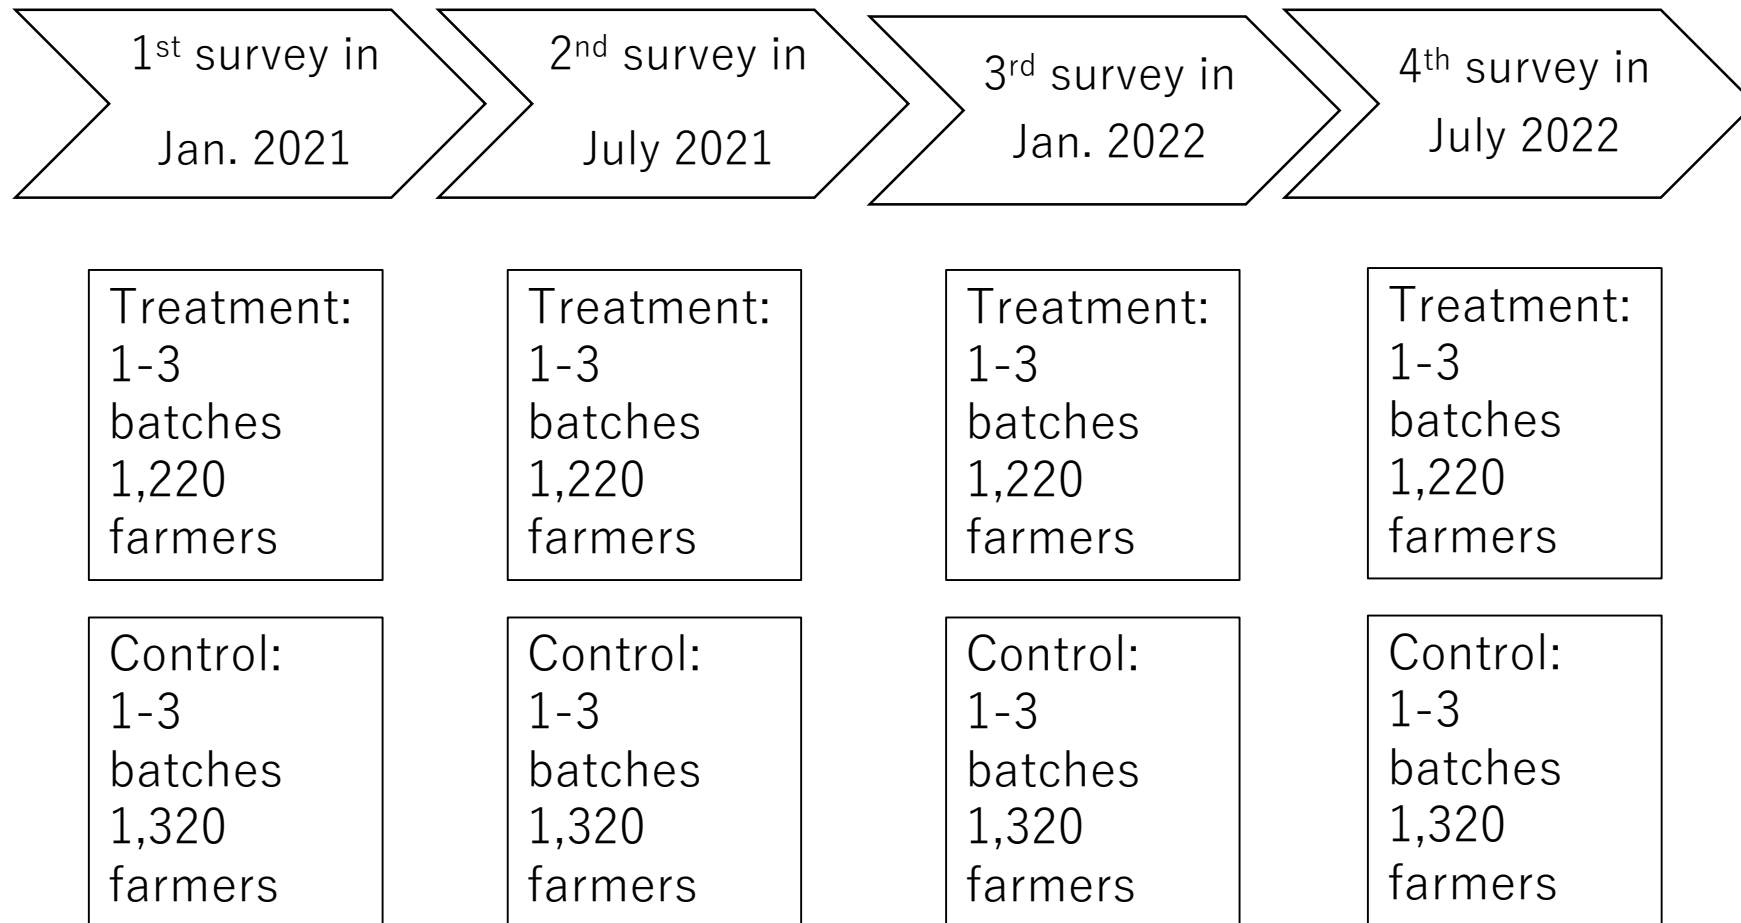 1st survey in
Jan. 2021
2nd survey in
July 2021
3rd survey in
Jan. 2022
4th survey in
July 2022
Treatment:
1-3
batches
1,220
farmers
Treatment:
1-3
batches
1,220
farmers
Treatment:
1-3
batches
1,220
farmers
Treatment:
1-3
batches
1,220
farmers
Control:
1-3
batches
1,320
farmers
Control:
1-3
batches
1,320
farmers
Control:
1-3
batches
1,320
farmers
Control:
1-3
batches
1,320
farmers